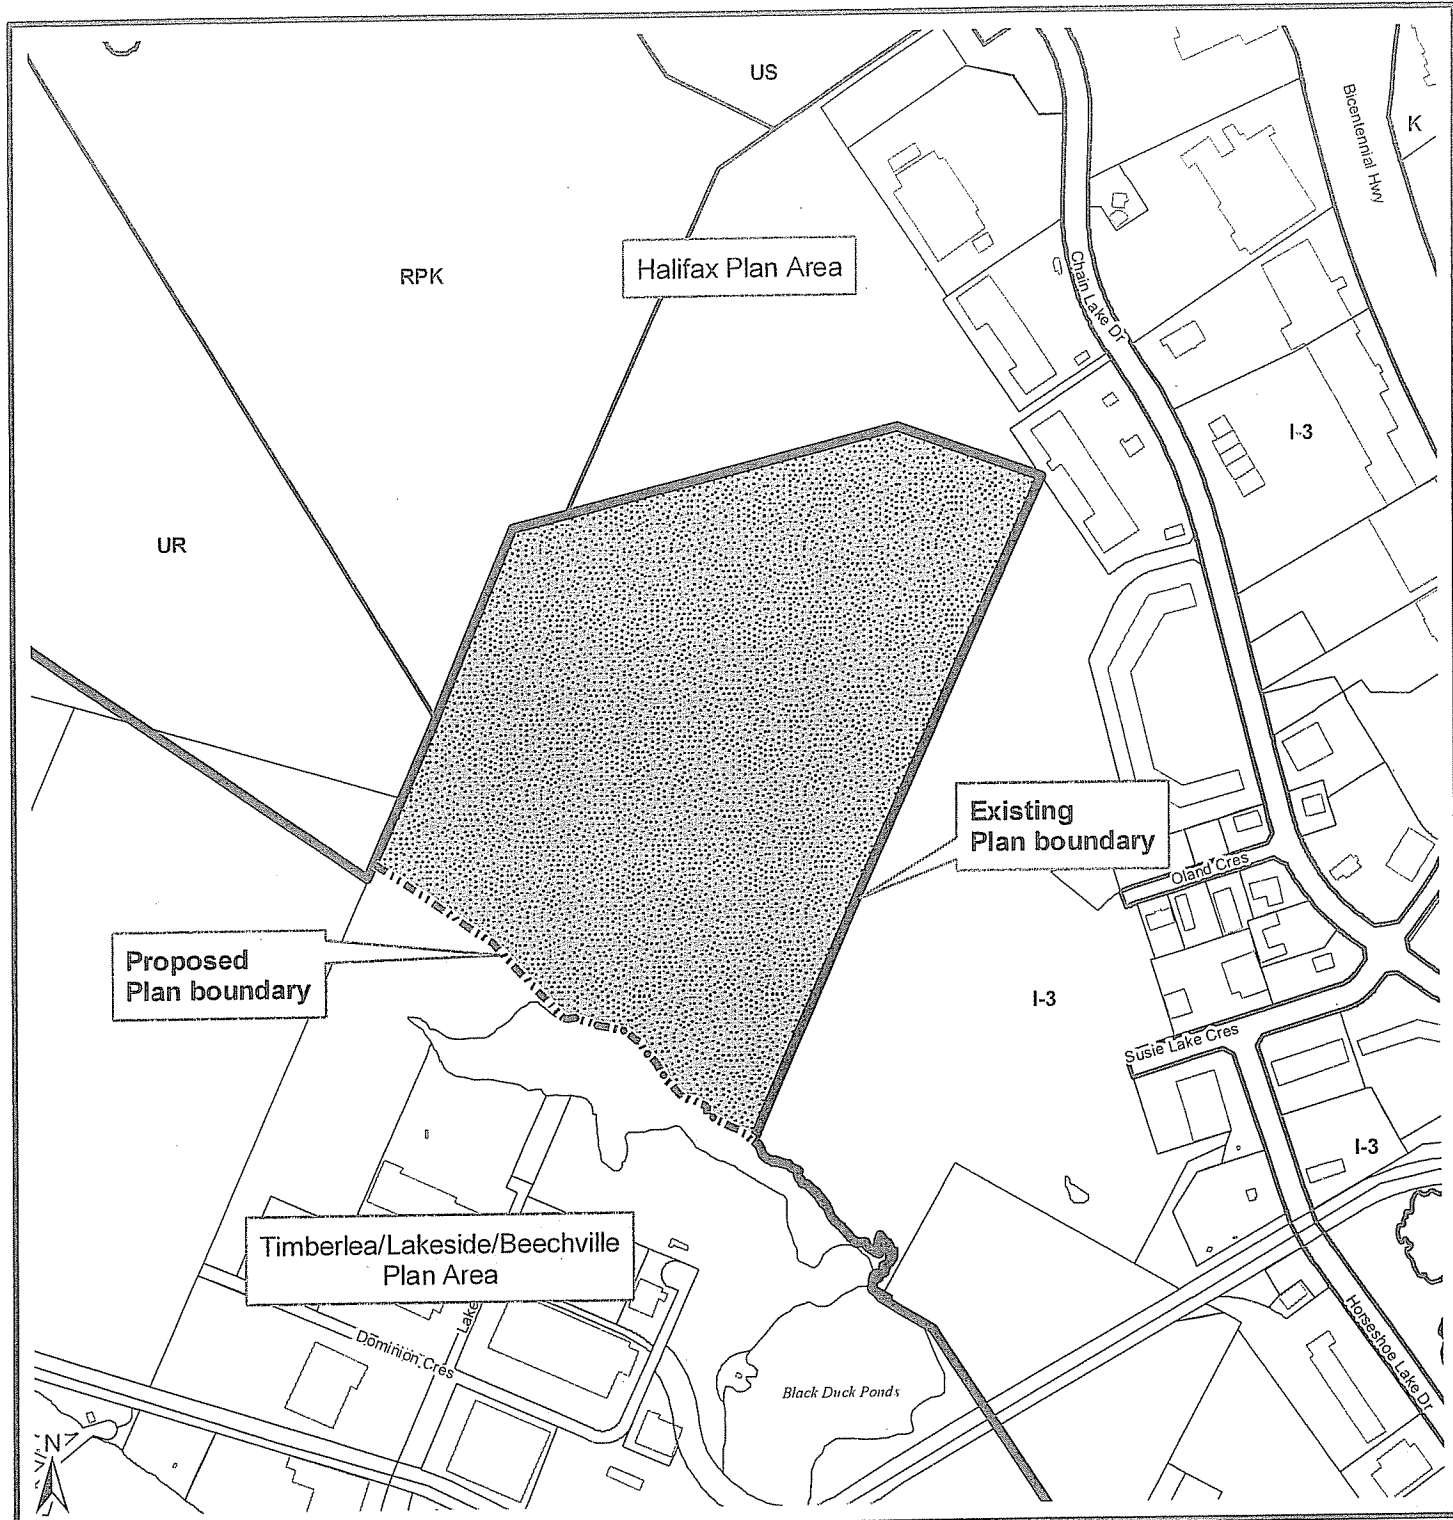 US
K
Bicentennial Hwy
RPK
Halifax Plan Area
Chain Lake Dr
I-3
UR
Existing
Plan boundary
Oland Cres
Proposed
Plan boundary
I-3
Susie Lake Cres
I-3
Timberlea/Lakeside/Beechville
Plan Area
Lake
Dominion Cres
Horseshoe Lake Dr
Black Duck Ponds
N